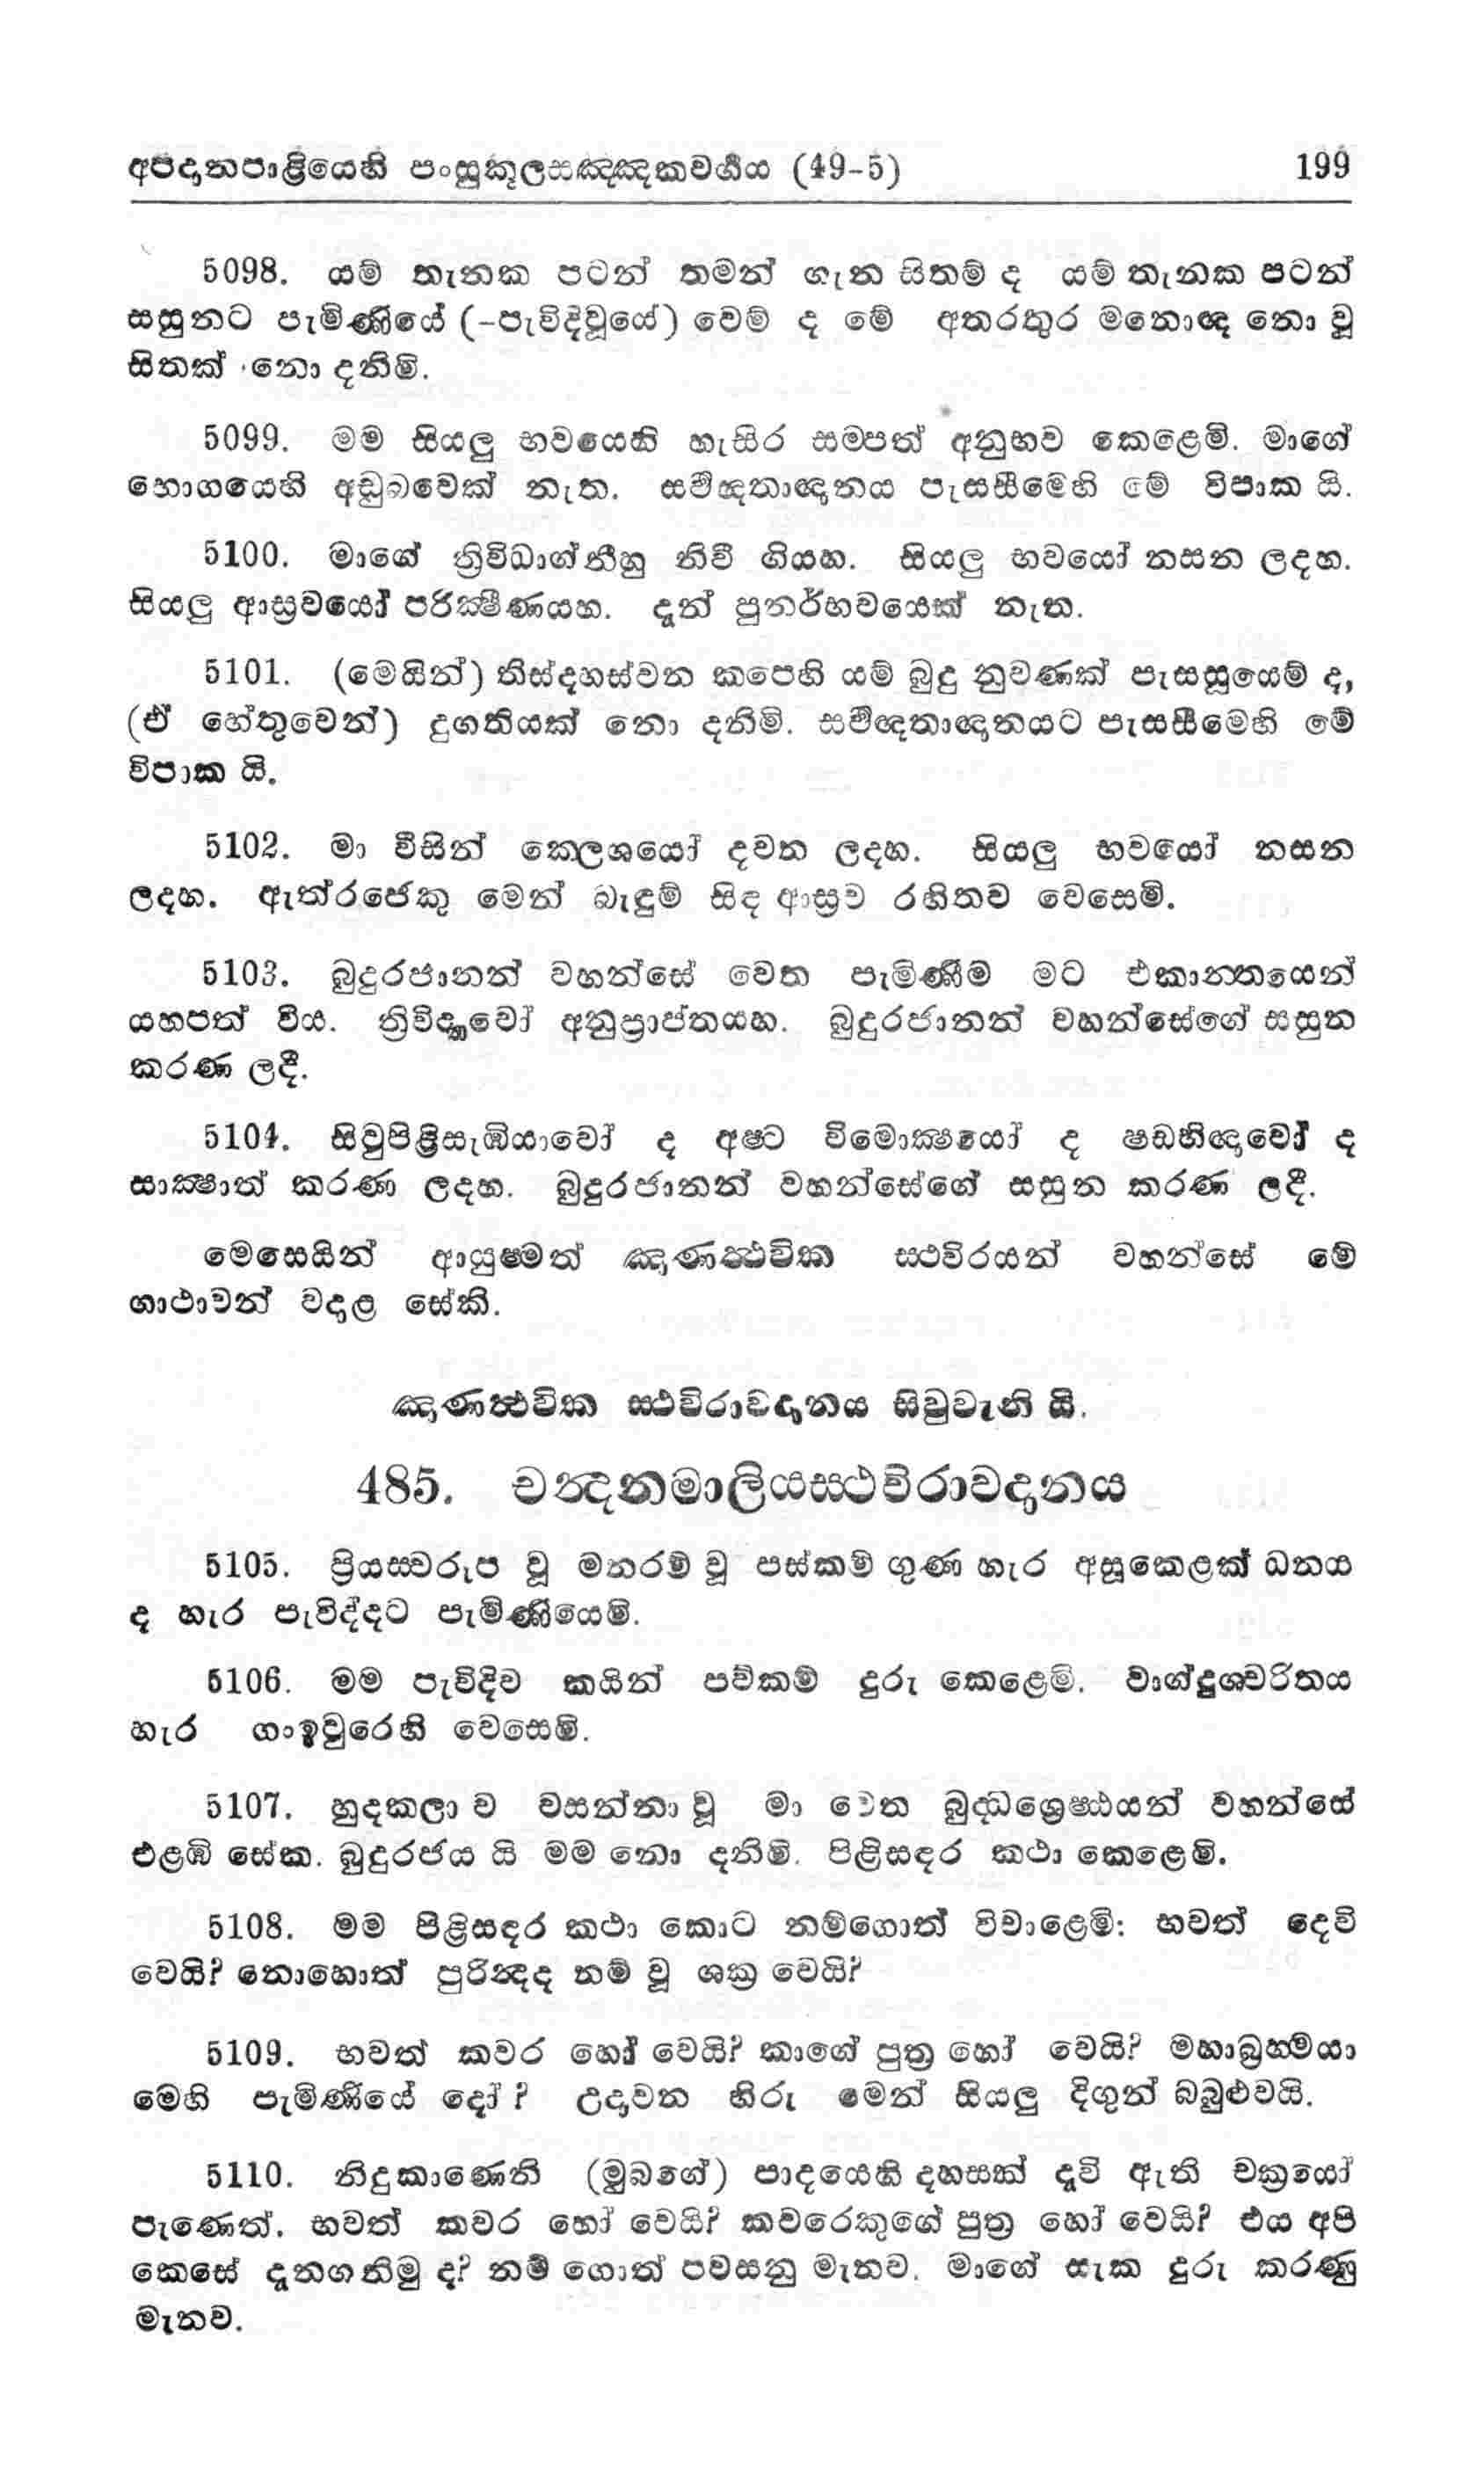 අපදානපාළියෙහි පංසුකූලසඤ්ඤකවර්‍ගය (49-5) 199
5098. යම් තැනක පටන් තමන් ගැන සිතම් ද යම් තැනක පටන්
සසුනට පැමිණියේ (-පැවිදිවූයේ) වෙම් ද මේ අතරතුර මනොඥ නො වූ
සිතක් නො දනිමි.
5099. මම සියලු භවයෙහි හැසිර සම්පත් අනුභව කෙළෙමි. මාගේ
භොගයෙහි අඩුබවෙක් නැත. සර්‍වඥතාඥානය පැසසීමෙහි මේ විපාක යි.
5100. මාගේ ත්‍රිවිධාග්නීහු නිවී ගියහ. සියලු භවයෝ නසන ලදහ.
සියලු ආස්‍රවයෝ පරික්‍ෂීණයහ. දැන් පුනර්භවයෙක් නැත.
5101. (මෙයින්) තිස්දහස්වන කපෙහි යම් බුදු නුවණක් පැසසූයෙම් ද,
(ඒ හේතුවෙන්) දුගතියක් නො දනිමි. සර්‍වඥතාඥානයට පැසසීමෙහි මේ
විපාක යි.
5102. මා විසින් කෙලශයෝ දවන ලදහ. සියලු භවයෝ නසන
ලදහ. ඇත්රජෙකු මෙන් බැඳුම් සිඳ ආස්‍රව රහිතව වෙසෙමි.
5103. බුදුරජානන් වහන්සේ වෙත පැමිණීම මට එකාන්තයෙන්
යහපත් විය. ත්‍රිවිද්‍යාවෝ අනුප්‍රාප්තයහ. බුදුරජානන් වහන්සේගේ සසුන
කරණ ලදී.
5104. සිවුපිළිසැඹියාවෝ ද අෂ්ට විමොක්‍ෂයෝ ද ෂඩභිඥාවෝ ද
සාක්‍ෂාත් කරණ ලදහ. බුදුරජානන් වහන්සේගේ සසුන කරණ ලදී.
මෙසෙයින් ආයුෂ්මත් ඤාණත්‍ථවික ස්‍ථවිරයන් වහන්සේ මේ
ගාථාවන් වදාළ සේකි.
ඤාණත්‍ථවික ස්‍ථවිරාවදානය සිවුවැනි යි.
485. චන්‍දනමාලියස්‍ථවිරාවදානය
5105. ප්‍රියස්වරූප වූ මනරම් වූ පස්කම් ගුණ හැර අසූකෙළක් ධනය
ද හැර පැවිද්දට පැමිණියෙමි.
5106. මම පැවිදිව කයින් පව්කම් දුරු කෙළෙමි. වාග්දුශ්චරිතය
හැර ගංඉවුරෙහි වෙසෙමි.
5107. හුදකලා ව වසන්නා වූ මා වෙත බුද්ධශ්‍රෙෂ්ඨයන් වහන්සේ
එළඹි සේක. බුදුරජය යි මම නො දනිමි. පිළිසඳර කථා කෙළෙමි.
5108. මම පිළිසඳර කථා කොට නම්ගොත් විචාළෙමි: භවත් දෙව්
වෙයි? නොහොත් පුරින්‍දද නම් වූ ශක්‍ර වෙයි?
5109. භවත් කවර හෝ වෙයි? කාගේ පුත්‍ර හෝ වෙයි? මහාබ්‍රහ්මයා
මෙහි පැමිණියේ දෝ? උදාවන හිරු මෙන් සියලු දිගුන් බබුළුවයි.
5110. නිදුකාණෙනි (මුබගේ) පාදයෙහි දහසක් දැවි ඇති චක්‍රයෝ
පැණෙත්. භවත් කවර හෝ වෙයි? කවරෙකුගේ පුත්‍ර හෝ වෙයි? එය අපි
කෙසේ දැනගනිමු ද? නම් ගොත් පවසනු මැනව. මාගේ සැක දුරු කරණු
මැනව.